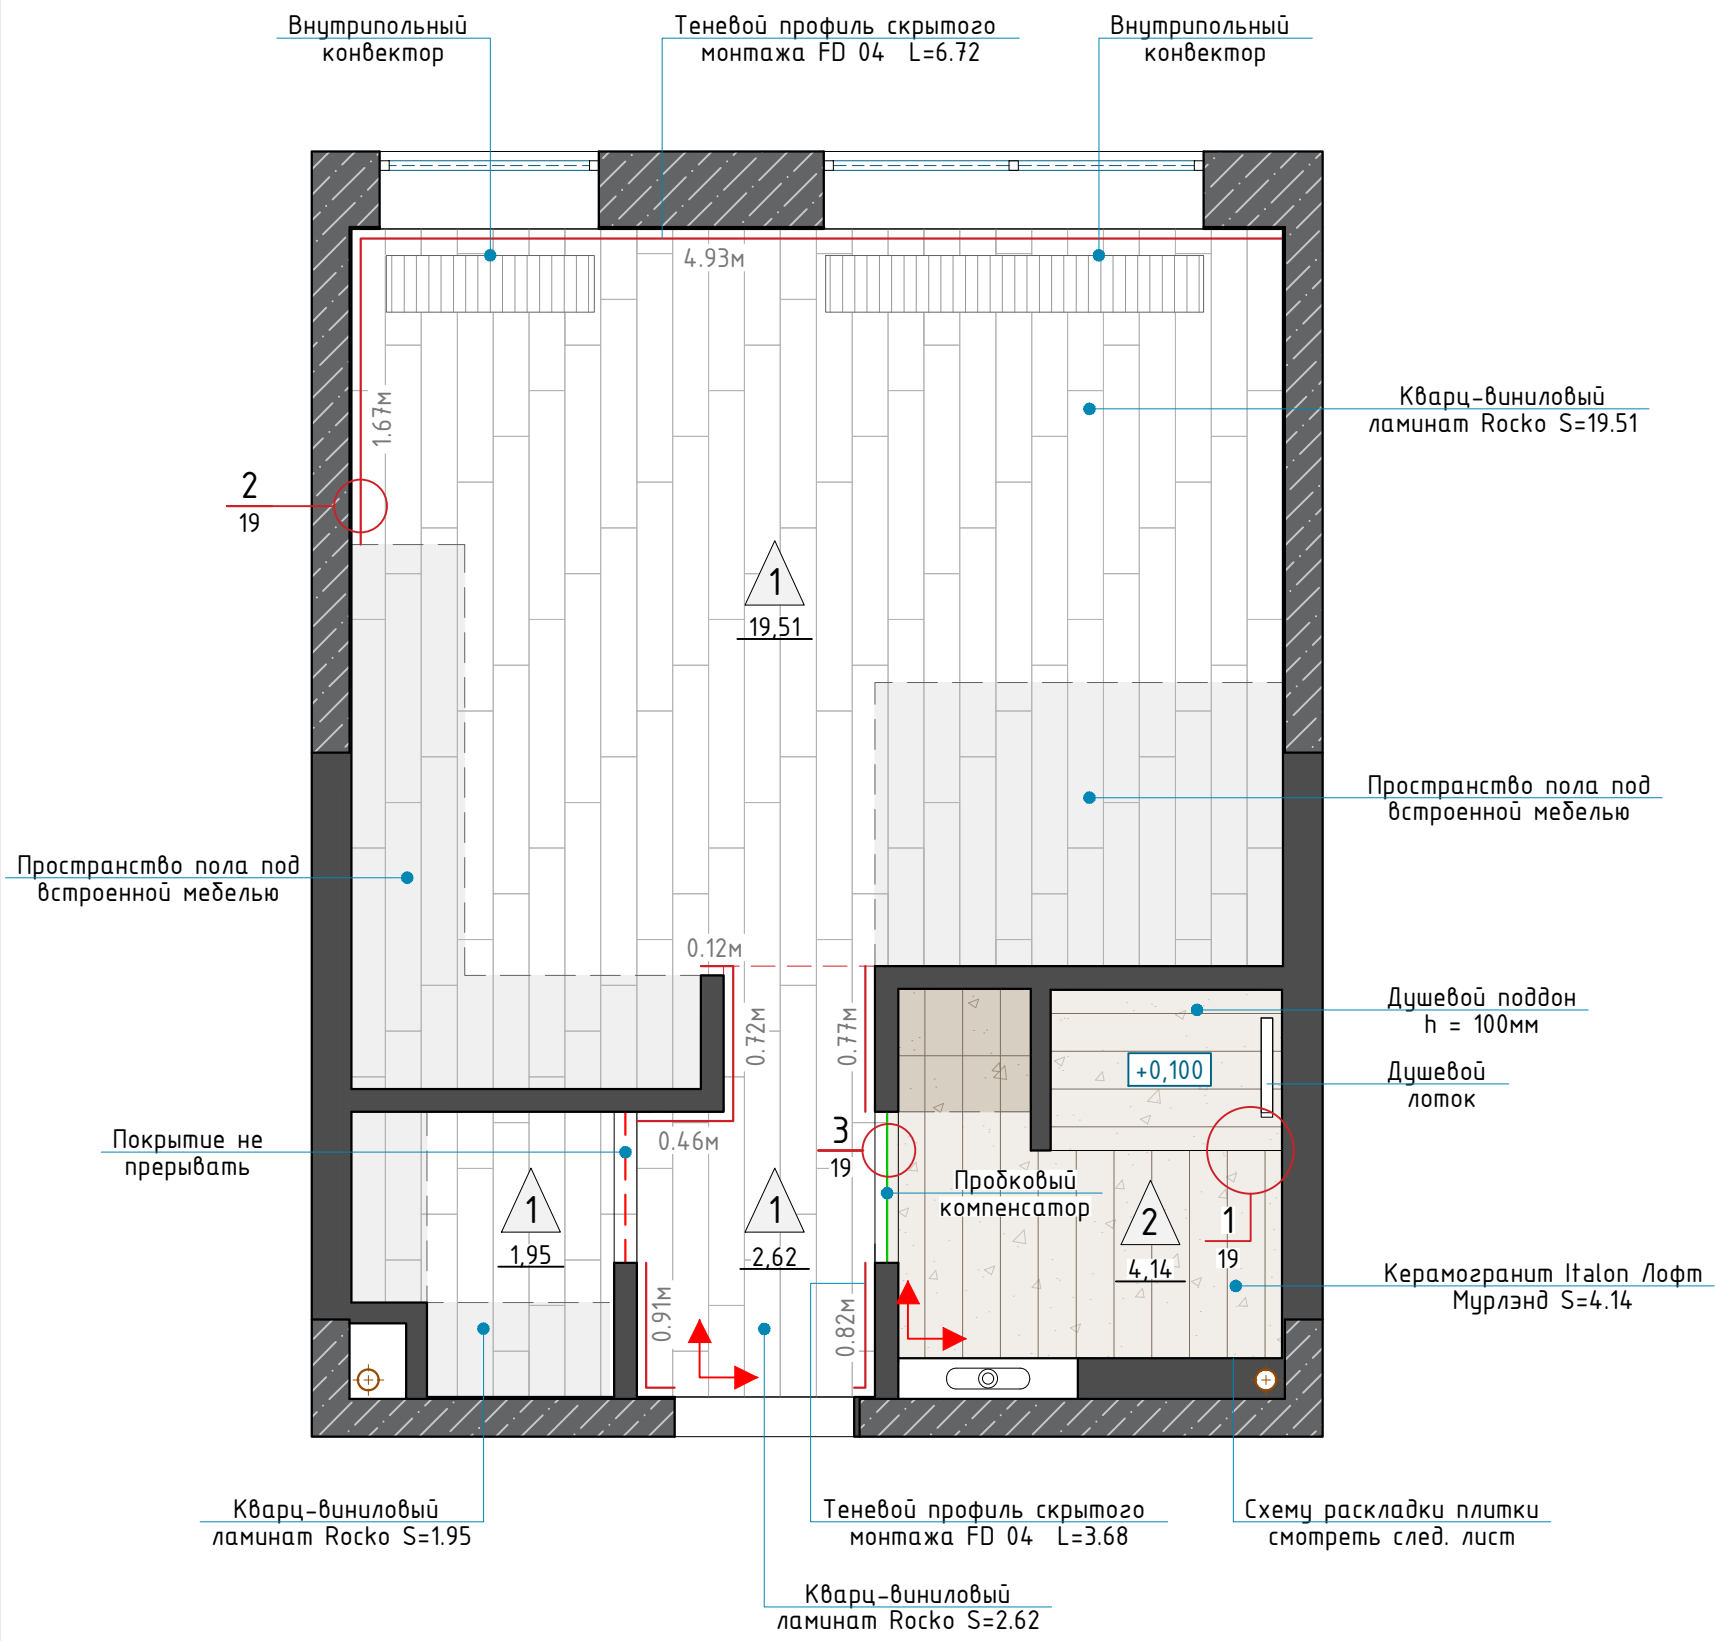 Внутрипольный
конвектор
Теневой профиль скрытого
монтажа FD 04 L=6.72
Внутрипольный
конвектор
4.93м
1.67м
Кварц-виниловый
ламинат Rocko S=19.51
2
19
1
19,51
Пространство пола под
встроенной мебелью
Пространство пола под
встроенной мебелью
0.12м
0.72м
0.77м
Душевой поддон
h = 100мм
+0,100
Душевой
лоток
Покрытие не
прерывать
0.46м
3
19
Пробковый
компенсатор
1
1,95
1
2,62
2
4,14
1
19
Керамогранит Italon Лофт
Мурлэнд S=4.14
0.91м
0.82м
Кварц-виниловый
ламинат Rocko S=1.95
Теневой профиль скрытого
монтажа FD 04 L=3.68
Схему раскладки плитки
смотреть след. лист
Кварц-виниловый
ламинат Rocko S=2.62